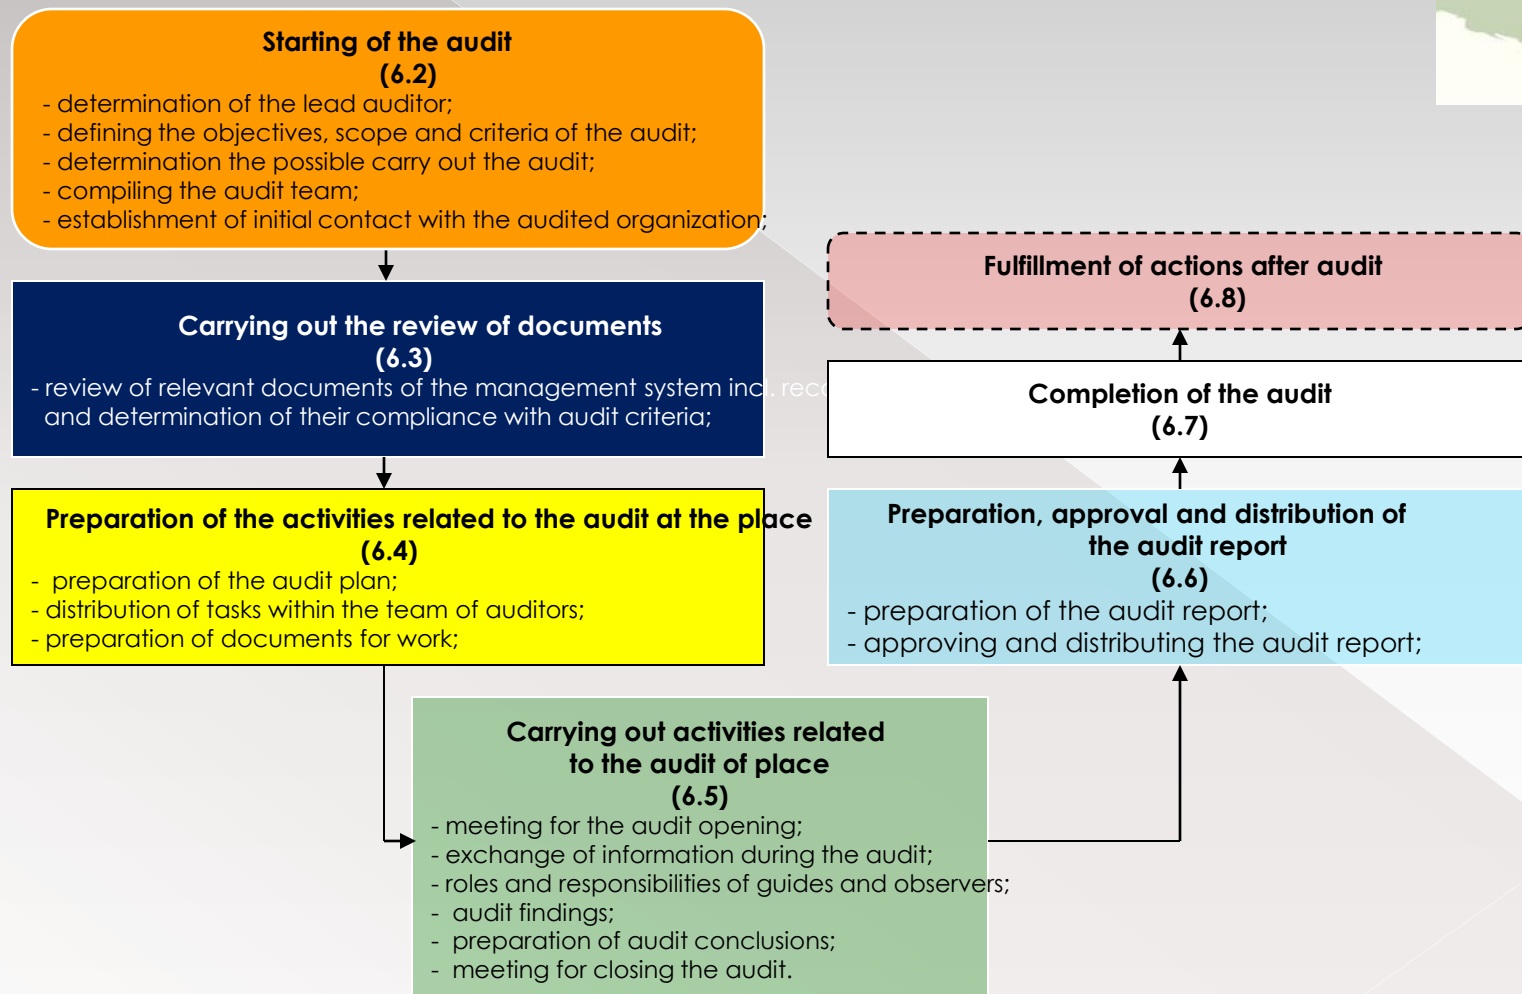 Starting of the audit
(6.2)
- determination of the lead auditor;
- defining the objectives, scope and criteria of the audit;
- determination the possible carry out the audit;
- compiling the audit team;
- establishment of initial contact with the audited organization;
Carrying out the review of documents
(6.3)
- review of relevant documents of the management system incl.
and determination of their compliance with audit criteria;
Preparation of the activities related to the audit at the place
(6.4)
- preparation of the audit plan;
- distribution of tasks within the team of auditors;
- preparation of documents for work;
Carrying out activities related
to the audit of place
(6.5)
- meeting for the audit opening;
- exchange of information during the audit;
- roles and responsibilities of guides and observers;
- audit findings;
- preparation of audit conclusions;
- meeting for closing the audit.
Preparation, approval and distribution of
the audit report
(6.6)
- preparation of the audit report;
- approving and distributing the audit report;
Completion of the audit
(6.7)
Fulfillment of actions after audit
(6.8)